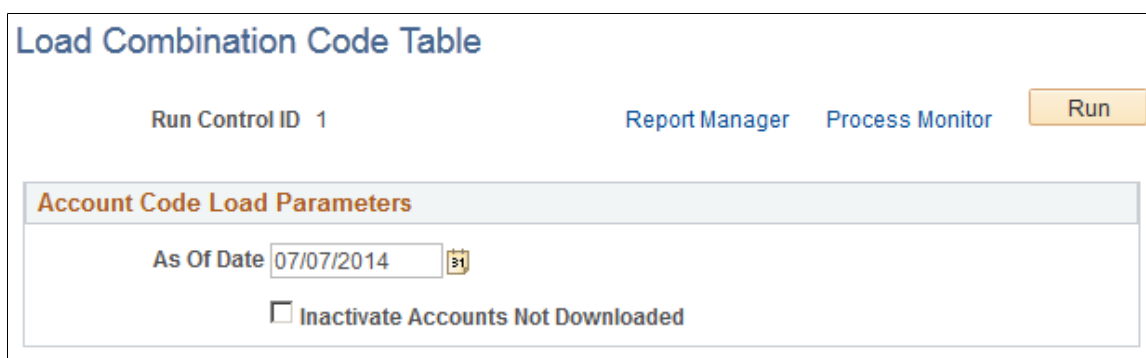 Load Combination Code Table
Run Control ID 1 Report Manager Process Monitor Run
Account Code Load Parameters
As Of Date 07/07/2014 31
Inactivate Accounts Not Downloaded